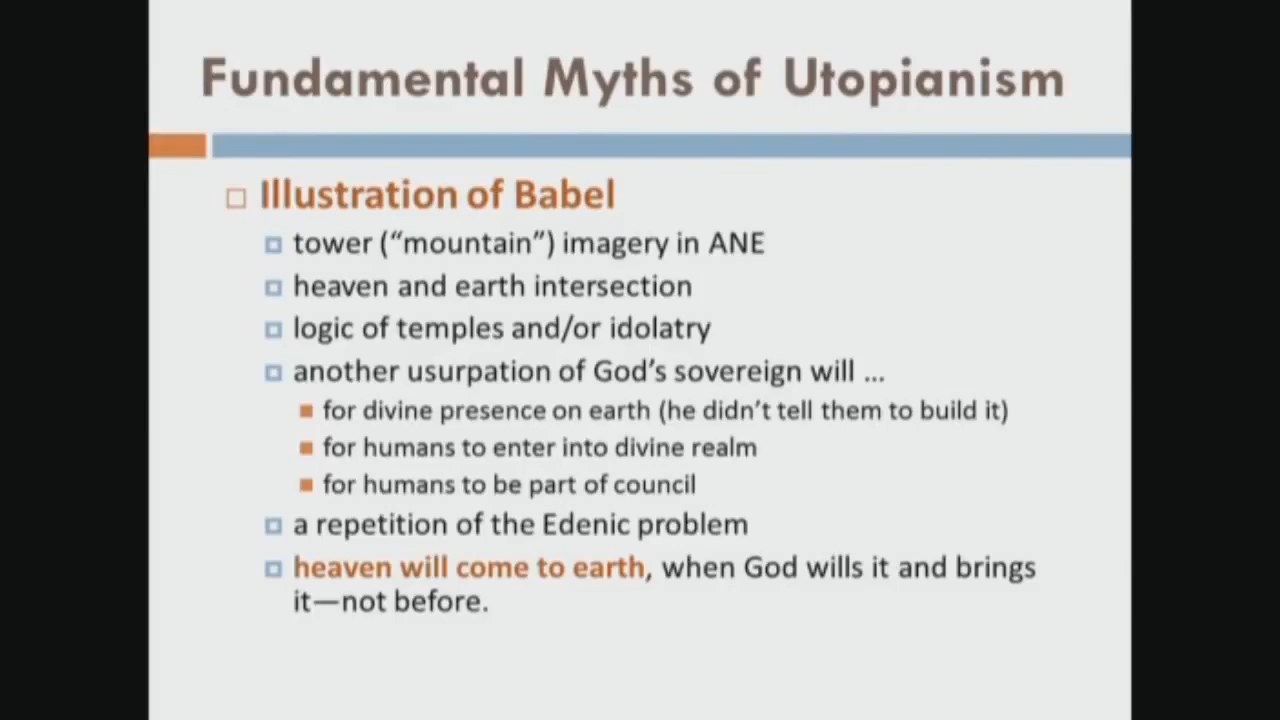 Fundamental Myths of Utopianism
Illustration of Babel
tower (“mountain”) imagery in ANE
heaven and earth intersection
logic of temples and/or idolatry
another usurpation of God’s sovereign will ...
for divine presence on earth (he didn’t tell them to build it)
for humans to enter into divine realm
for humans to be part of council
a repetition of the Edenic problem
heaven will come to earth, when God wills it and brings
it—not before.